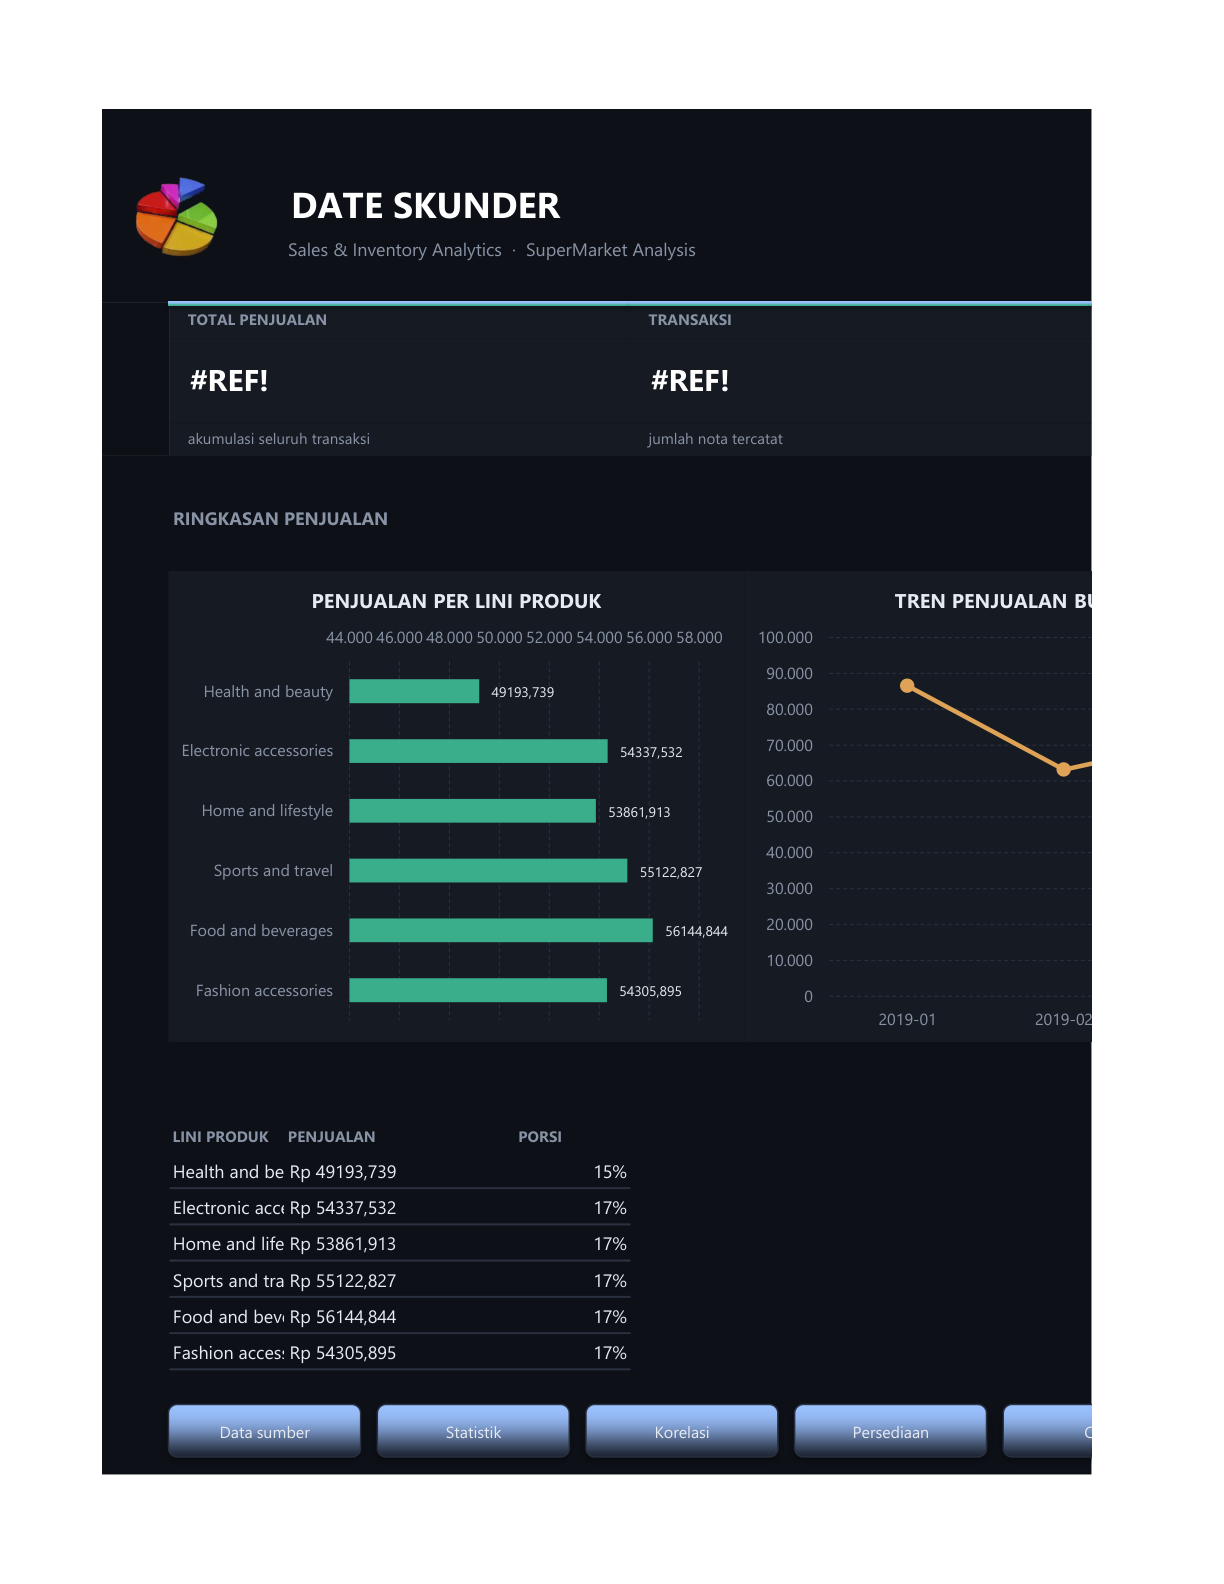 DATE SKUNDER
Sales & Inventory Analytics · SuperMarket Analysis
TOTAL PENJUALAN
TRANSAKSI
#REF!
#REF!
akumulasi seluruh transaksi
jumlah nota tercatat
RINGKASAN PENJUALAN
PENJUALAN PER LINI PRODUK
44.000 46.000 48.000 50.000 52.000 54.000 56.000 58.000
Health and beauty 49193,739
Electronic accessories 54337,532
Home and lifestyle 53861,913
Sports and travel 55122,827
Food and beverages 56144,844
Fashion accessories 54305,895
TREN PENJUALAN
100.000
90.000
80.000
70.000
60.000
50.000
40.000
30.000
20.000
10.000
0
2019-01 2019-02
LINI PRODUK PENJUALAN PORSI
Health and be Rp 49193,739 15%
Electronic acce Rp 54337,532 17%
Home and life Rp 53861,913 17%
Sports and tra Rp 55122,827 17%
Food and bev Rp 56144,844 17%
Fashion access Rp 54305,895 17%
Data sumber
Statistik
Korelasi
Persediaan